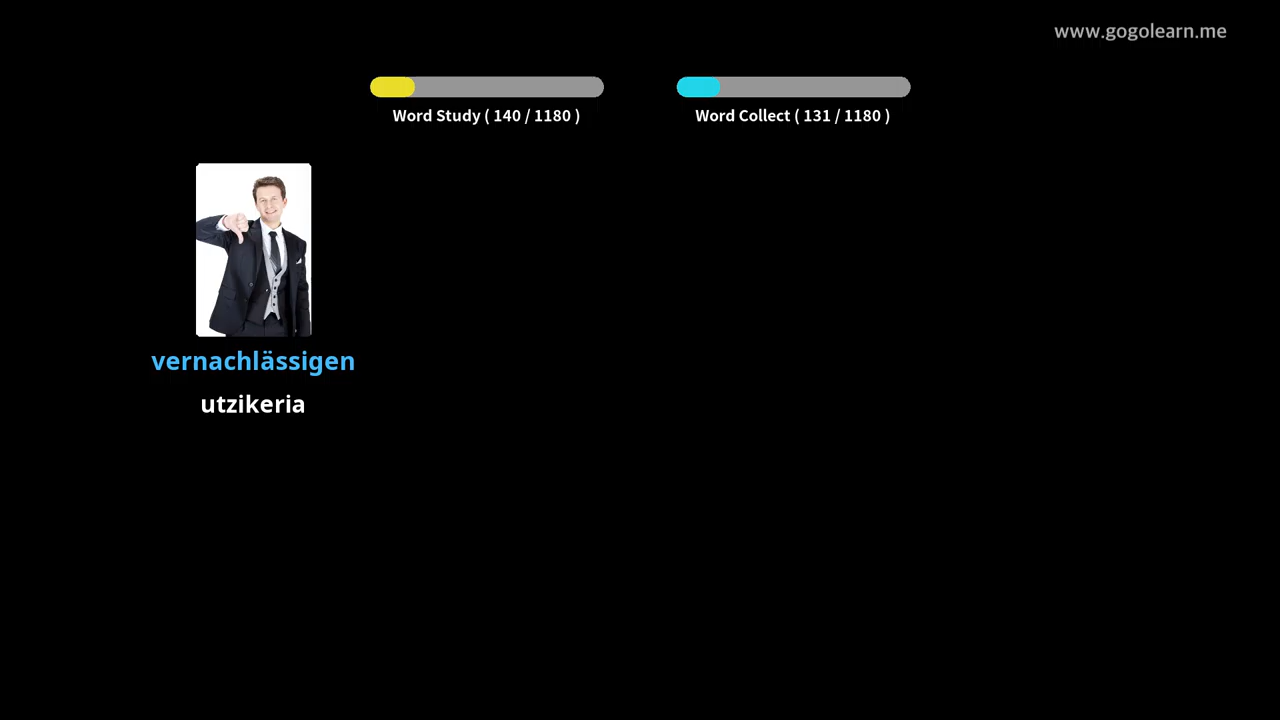 www.gogolearn.me
Word Study ( 140 / 1180 )
Word Collect ( 131 / 1180 )
vernachlässigen
utzikeria